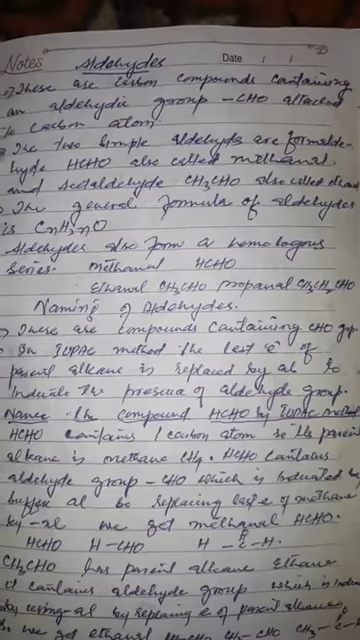 Notes Aldehydes Date / /
These are carbon compounds containing
an aldehydic group -CHO attached
to carbon atom.
The two simple aldehyds are formalde-
hyde HCHO also called methanal.
and Acetaldehyde CH3CHO also called
The general formula of aldehydes
is CnH2nO
Aldehydes also form a homologous
series. methanal HCHO
Ethanal CH3CHO propanal CH3CH2CHO
Naming of Aldehydes.
These are compounds containing CHO grp.
In IUPAC method the last 'e' of
parent alkane is replaced by al to
indicate the presence of aldehyde group.
Name the compound HCHO by IUPAC method
HCHO contains 1 carbon atom so its parent
alkane is methane CH4. HCHO contains
aldehyde group -CHO which is indicated by
suffix al so replacing last e of methane
by -al we get methanal HCHO.
HCHO H-CHO H-C-H.
CH3CHO has parent alkane Ethane
it contains aldehyde group which is
by using -al by replacing e of parent alkane
we get ethanal CH3-CHO